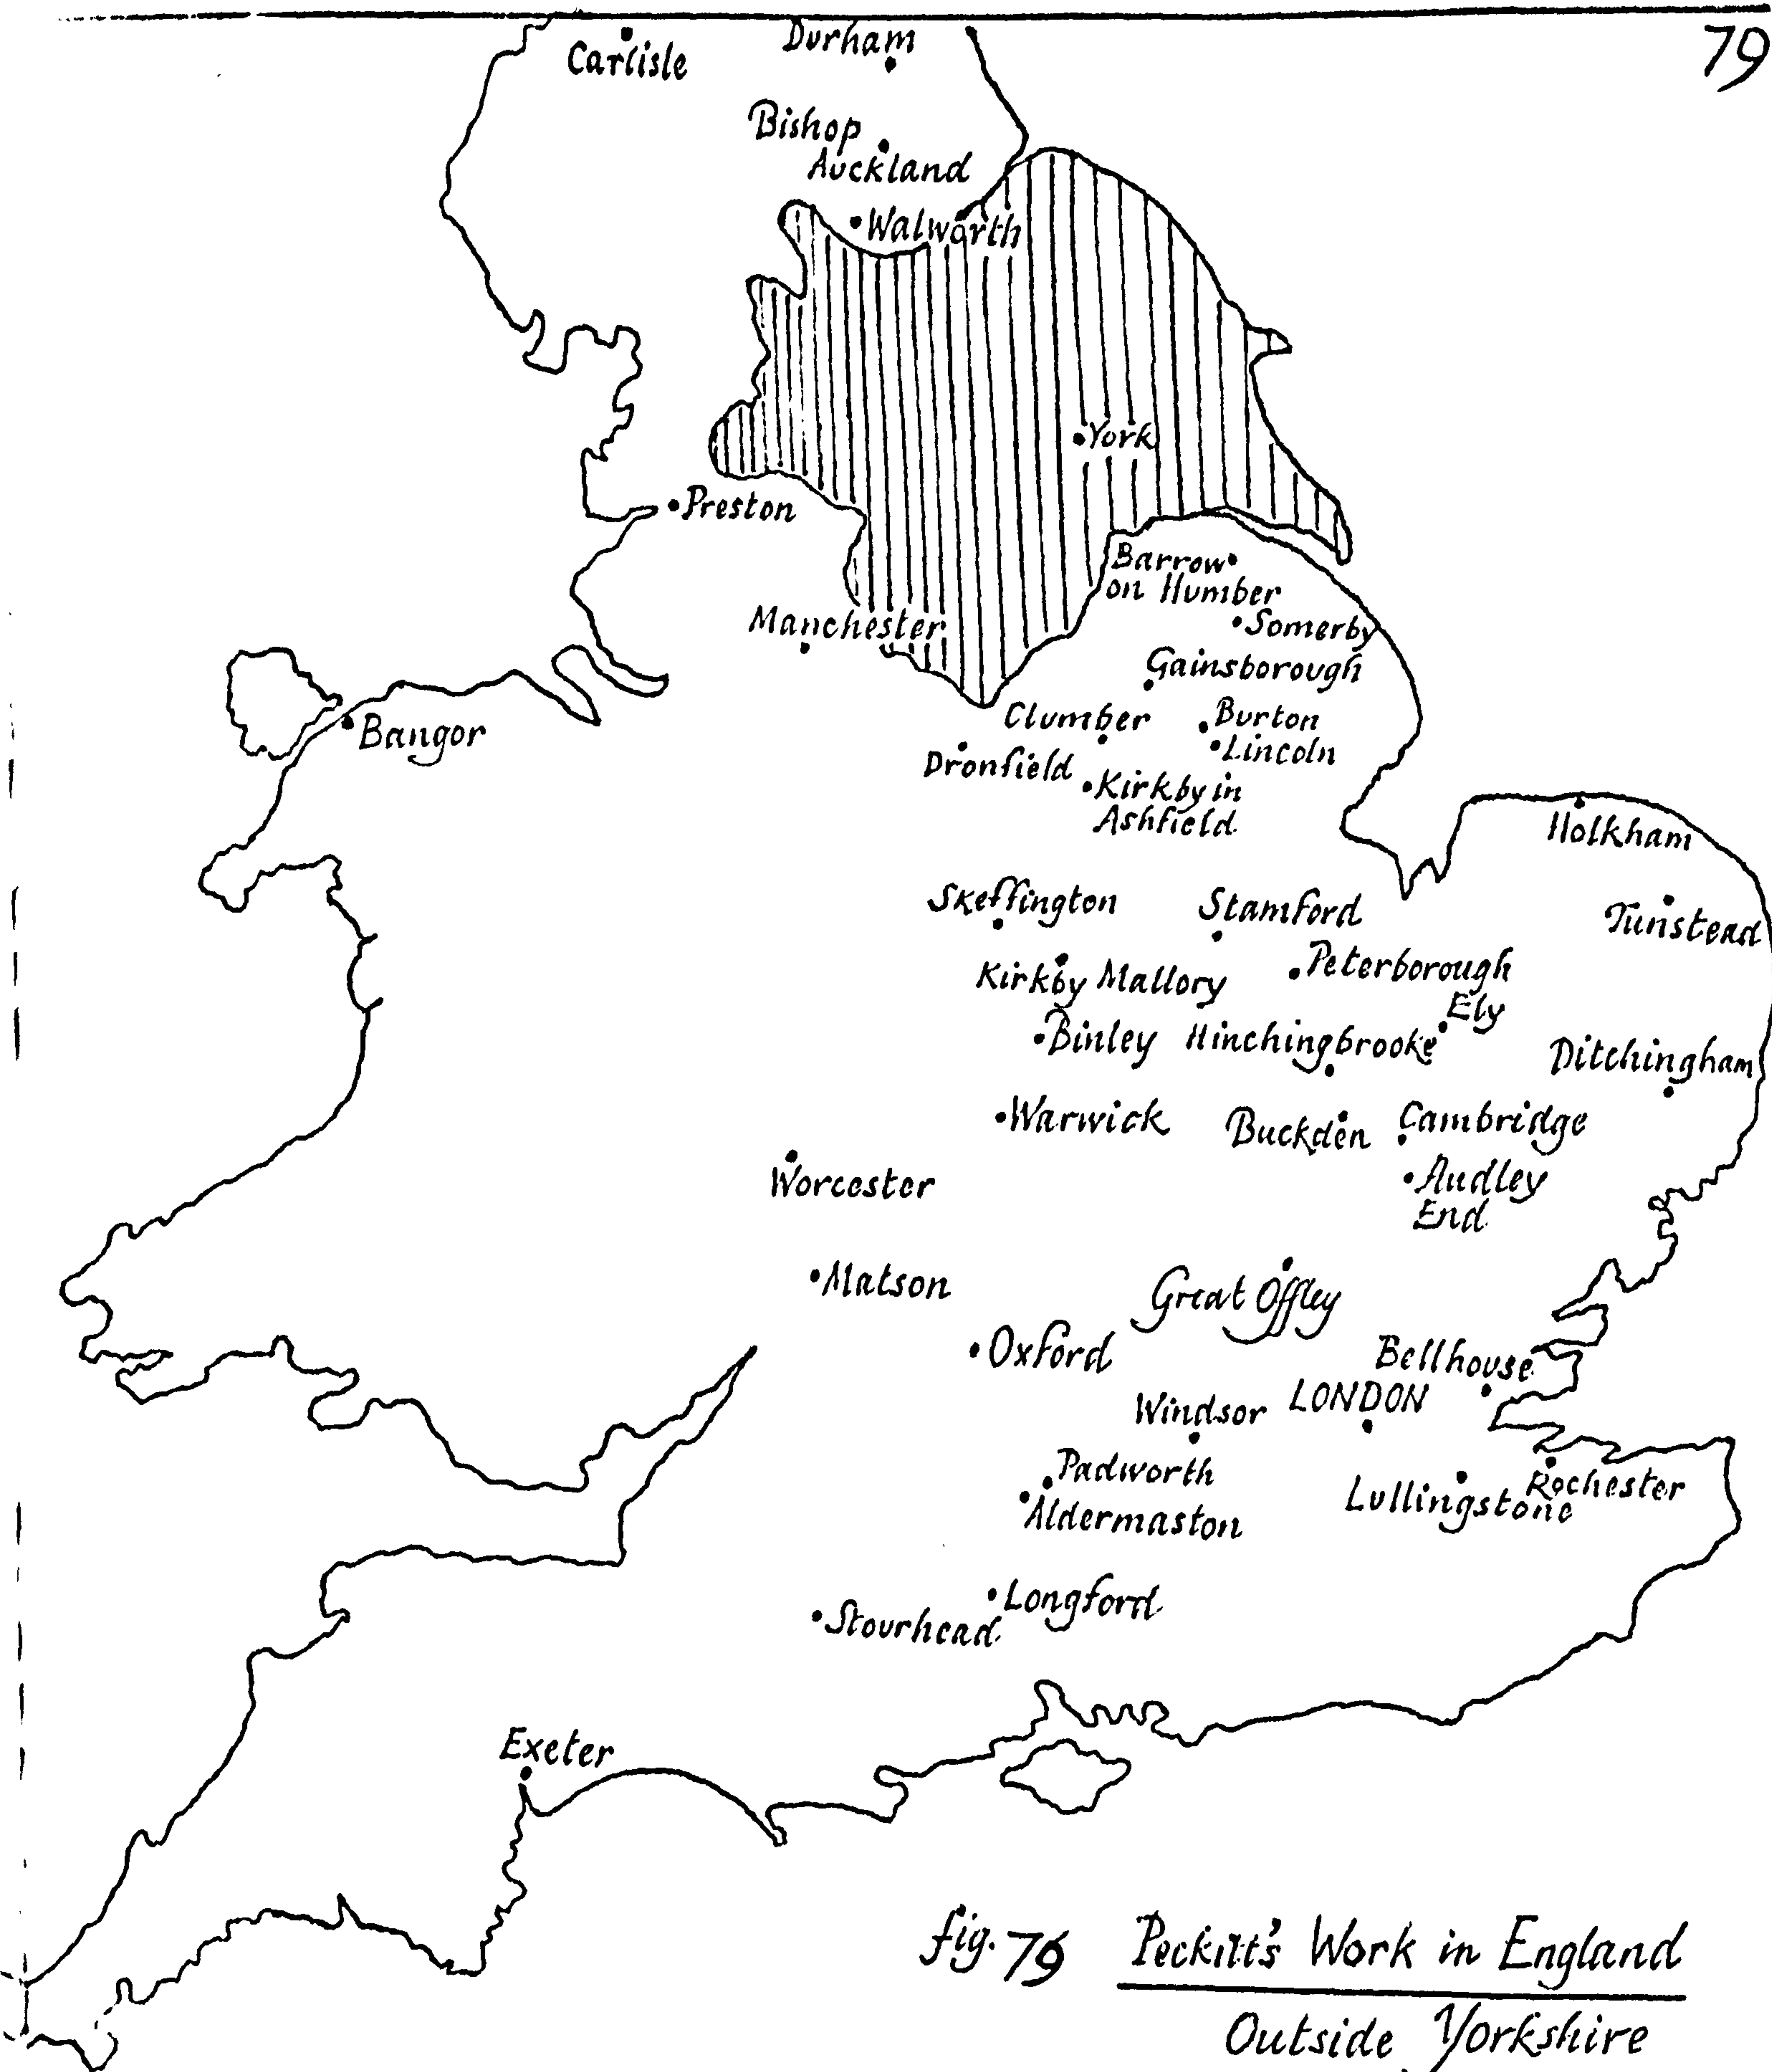 79
Carlisle
Durham
Bishop
Auckland
Walworth
York
Preston
Barrow
on Humber
Manchester
Somerby
Gainsborough
Bangor
Clumber
Burton
Lincoln
Dronfield
Kirkby in
Ashfield
Holkham
Skeffington
Stamford
Tunstead
Kirkby Mallory
Peterborough
Ely
Binley
Hinchingbrooke
Ditchingham
Warwick
Buckden
Cambridge
Worcester
Audley
End
Matson
Great Offley
Oxford
Bellhouse
Windsor
LONDON
Padworth
Aldermaston
Lullingstone
Rochester
Longford
Stourhead
Exeter
fig. 79 Peckitt's Work in England
Outside Yorkshire